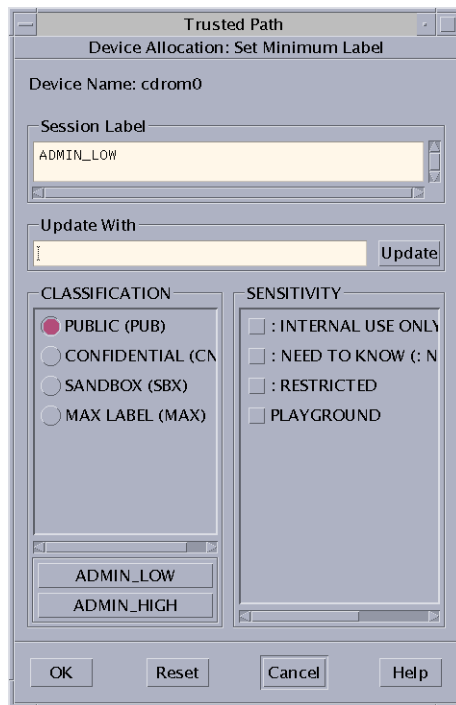 Trusted Path
Device Allocation: Set Minimum Label
Device Name: cdrom0
Session Label
ADMIN_LOW
Update With
Update
CLASSIFICATION
PUBLIC (PUB)
CONFIDENTIAL (CN
SANDBOX (SBX)
MAX LABEL (MAX)
ADMIN_LOW
ADMIN_HIGH
SENSITIVITY
: INTERNAL USE ONLY
: NEED TO KNOW (: N
: RESTRICTED
PLAYGROUND
OK Reset Cancel Help